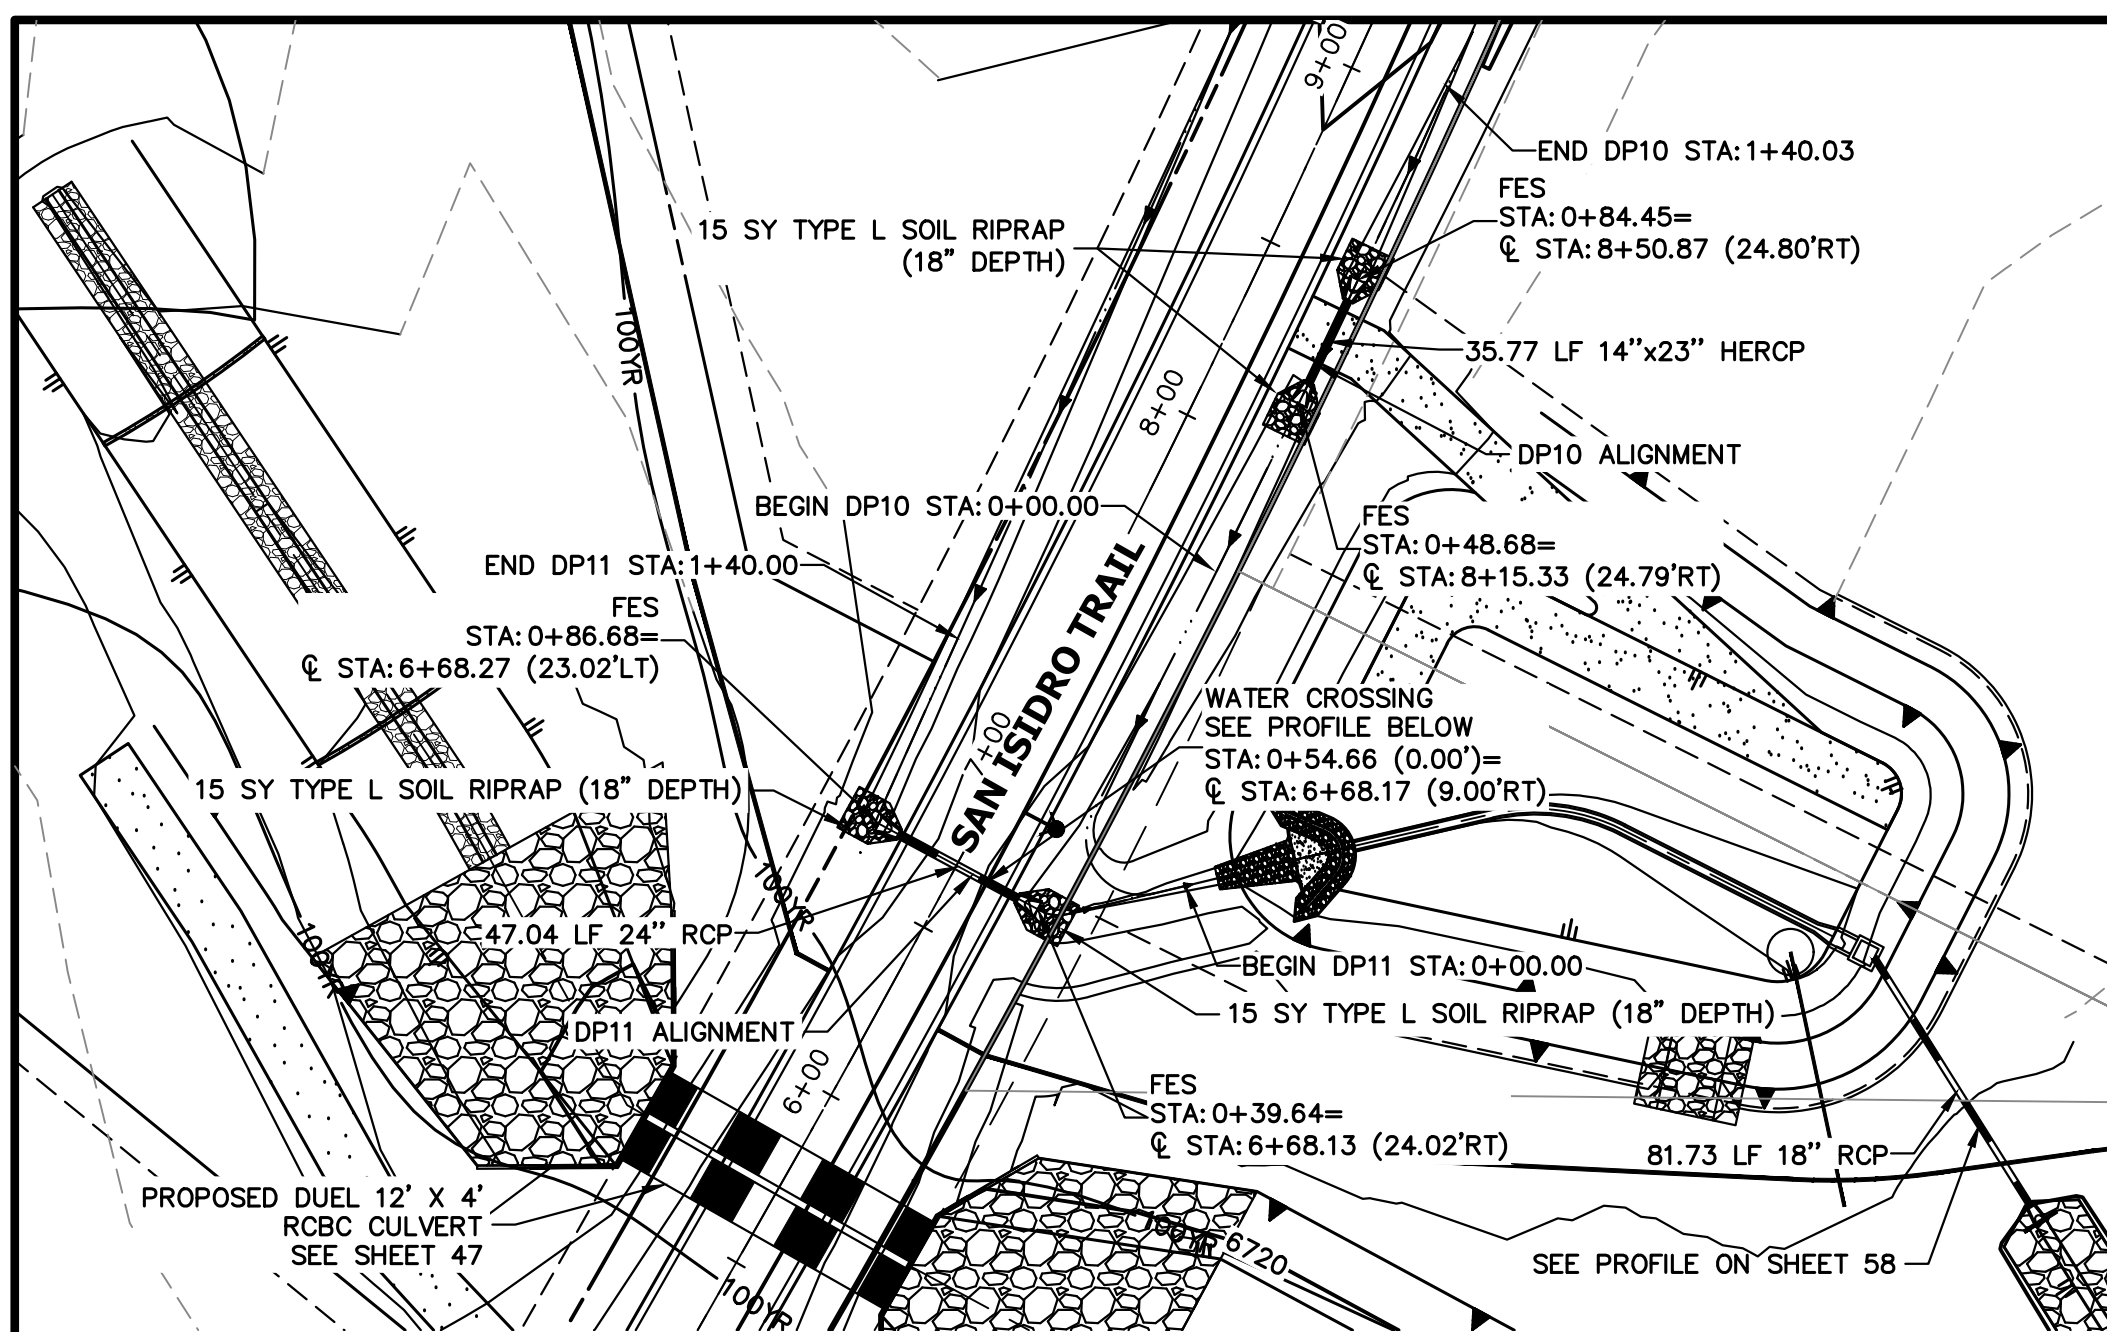 9+00
END DP10 STA:1+40.03
FES
STA:0+84.45=
℄ STA:8+50.87 (24.80'RT)
15 SY TYPE L SOIL RIPRAP
(18" DEPTH)
100YR
35.77 LF 14"x23" HERCP
8+00
DP10 ALIGNMENT
BEGIN DP10 STA:0+00.00
FES
STA:0+48.68=
℄ STA:8+15.33 (24.79'RT)
END DP11 STA:1+40.00
FES
STA:0+86.68=
℄ STA:6+68.27 (23.02'LT)
SAN ISIDRO TRAIL
7+00
WATER CROSSING
SEE PROFILE BELOW
STA:0+54.66 (0.00')=
℄ STA:6+68.17 (9.00'RT)
15 SY TYPE L SOIL RIPRAP (18" DEPTH)
100YR
100YR
47.04 LF 24" RCP
BEGIN DP11 STA:0+00.00
15 SY TYPE L SOIL RIPRAP (18" DEPTH)
DP11 ALIGNMENT
6+00
FES
STA:0+39.64=
℄ STA:6+68.13 (24.02'RT)
81.73 LF 18" RCP
PROPOSED DUEL 12' X 4'
RCBC CULVERT
SEE SHEET 47
100YR
6720
SEE PROFILE ON SHEET 58
100YR